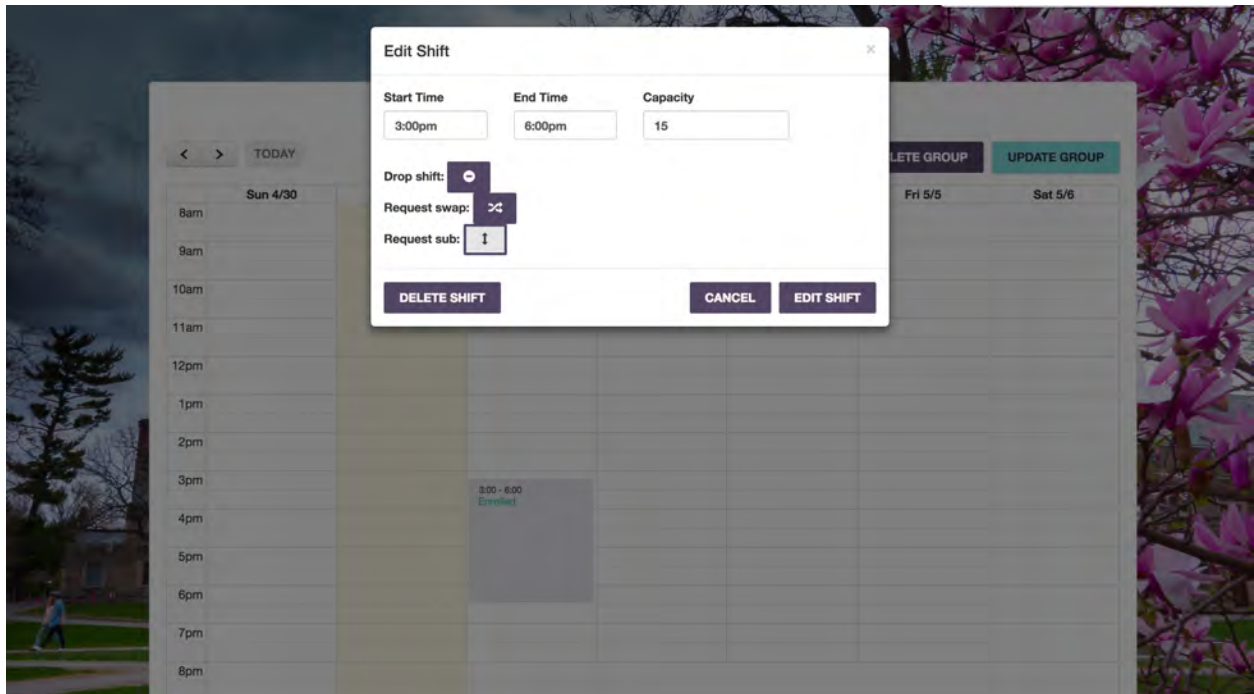 Edit Shift
×
Start Time End Time Capacity
3:00pm 6:00pm 15
Drop shift:
Request swap:
Request sub:
DELETE SHIFT CANCEL EDIT SHIFT
< > TODAY LETE GROUP UPDATE GROUP
Sun 4/30 Fri 5/5 Sat 5/6
8am
9am
10am
11am
12pm
1pm
2pm
3pm
3:00 - 6:00
Enrolled
4pm
5pm
6pm
7pm
8pm